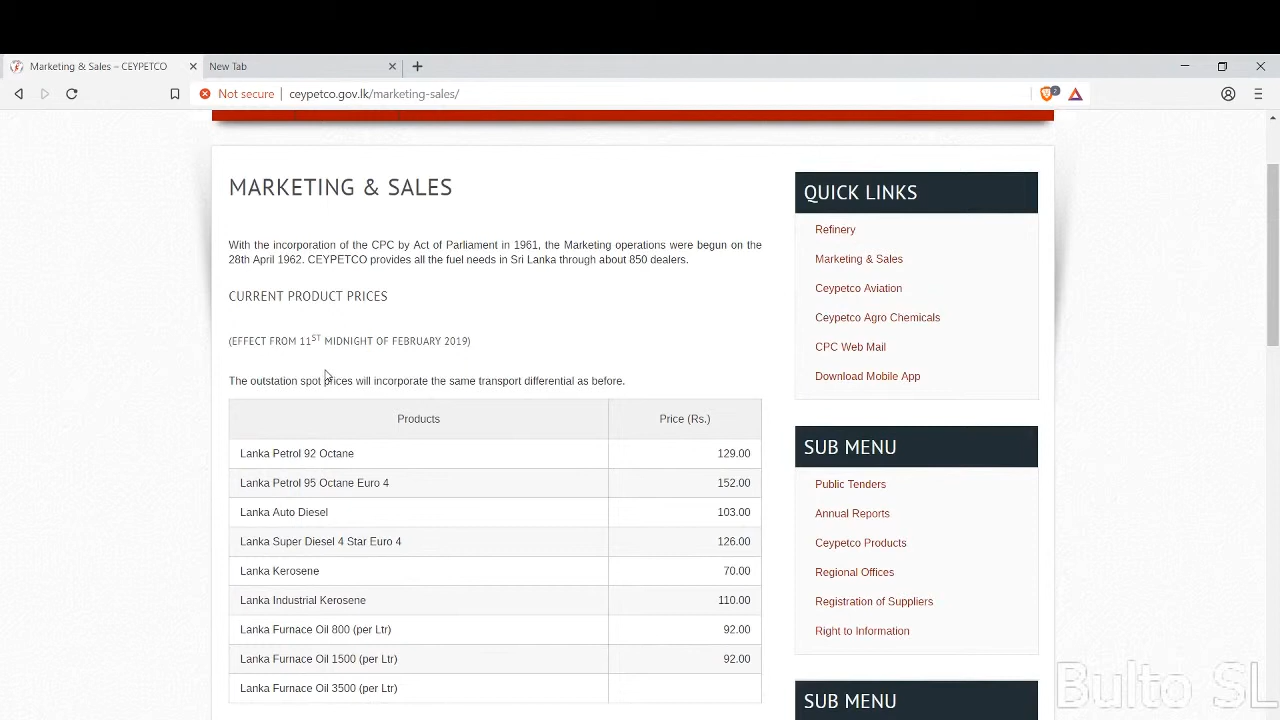 Marketing & Sales – CEYPETCO
New Tab
Not secure
ceypetco.gov.lk/marketing-sales/
2
MARKETING & SALES
With the incorporation of the CPC by Act of Parliament in 1961, the Marketing operations were begun on the
28th April 1962. CEYPETCO provides all the fuel needs in Sri Lanka through about 850 dealers.
CURRENT PRODUCT PRICES
(EFFECT FROM 11ST MIDNIGHT OF FEBRUARY 2019)
The outstation spot prices will incorporate the same transport differential as before.
Products Price (Rs.)
Lanka Petrol 92 Octane 129.00
Lanka Petrol 95 Octane Euro 4 152.00
Lanka Auto Diesel 103.00
Lanka Super Diesel 4 Star Euro 4 126.00
Lanka Kerosene 70.00
Lanka Industrial Kerosene 110.00
Lanka Furnace Oil 800 (per Ltr) 92.00
Lanka Furnace Oil 1500 (per Ltr) 92.00
Lanka Furnace Oil 3500 (per Ltr)
QUICK LINKS
Refinery
Marketing & Sales
Ceypetco Aviation
Ceypetco Agro Chemicals
CPC Web Mail
Download Mobile App
SUB MENU
Public Tenders
Annual Reports
Ceypetco Products
Regional Offices
Registration of Suppliers
Right to Information
SUB MENU
Bulto SL